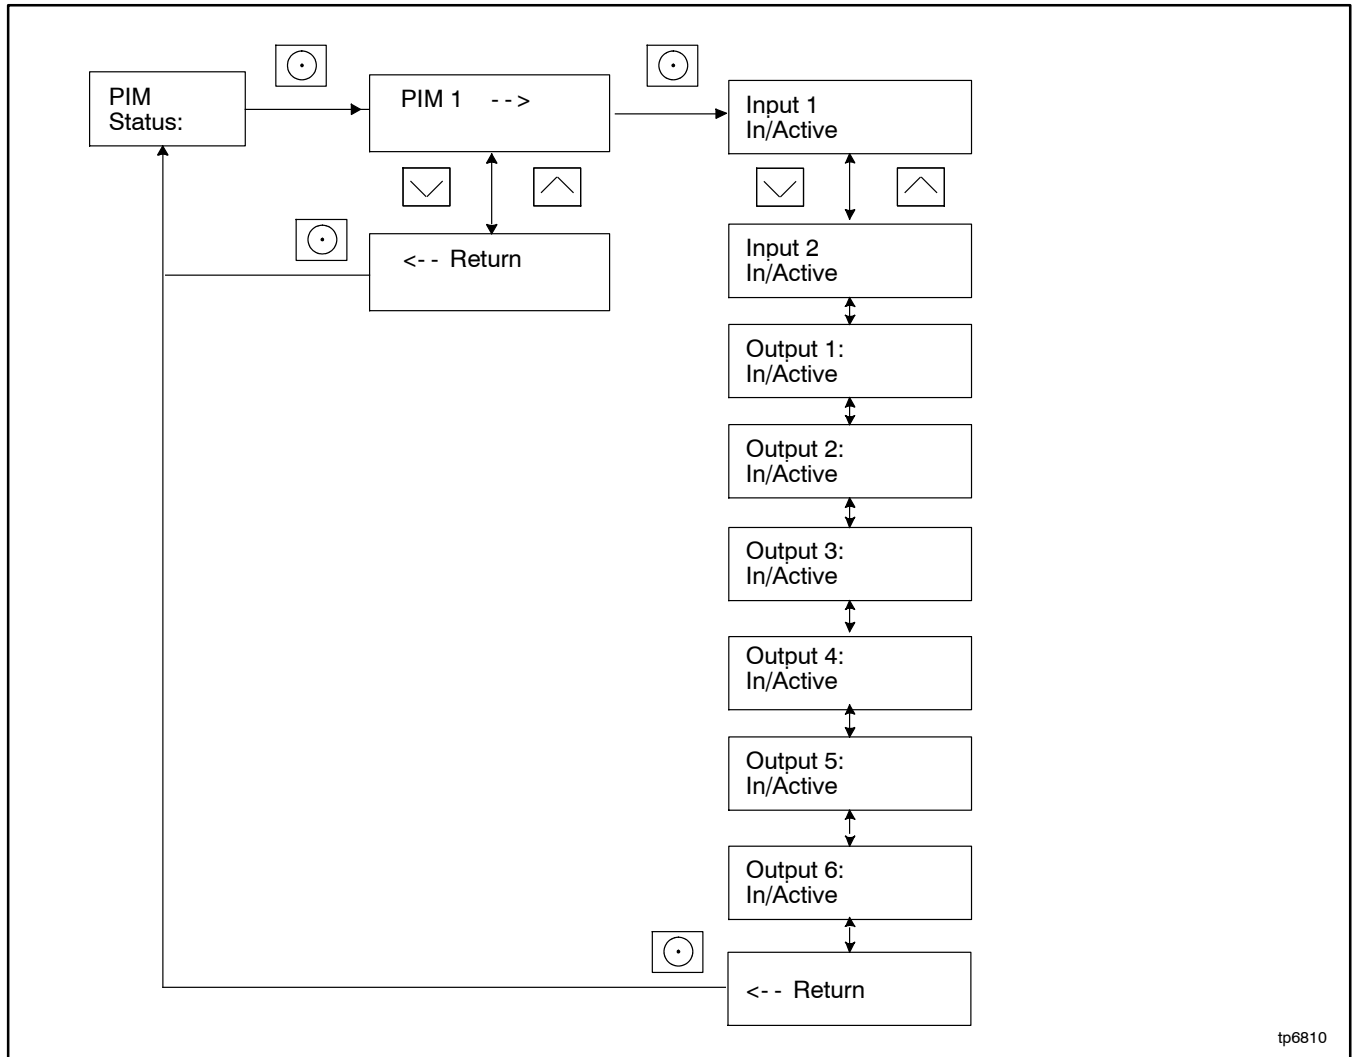 PIM
Status:
PIM 1 - - >
<- - Return
Input 1
In/Active
Input 2
In/Active
Output 1:
In/Active
Output 2:
In/Active
Output 3:
In/Active
Output 4:
In/Active
Output 5:
In/Active
Output 6:
In/Active
<- - Return
tp6810